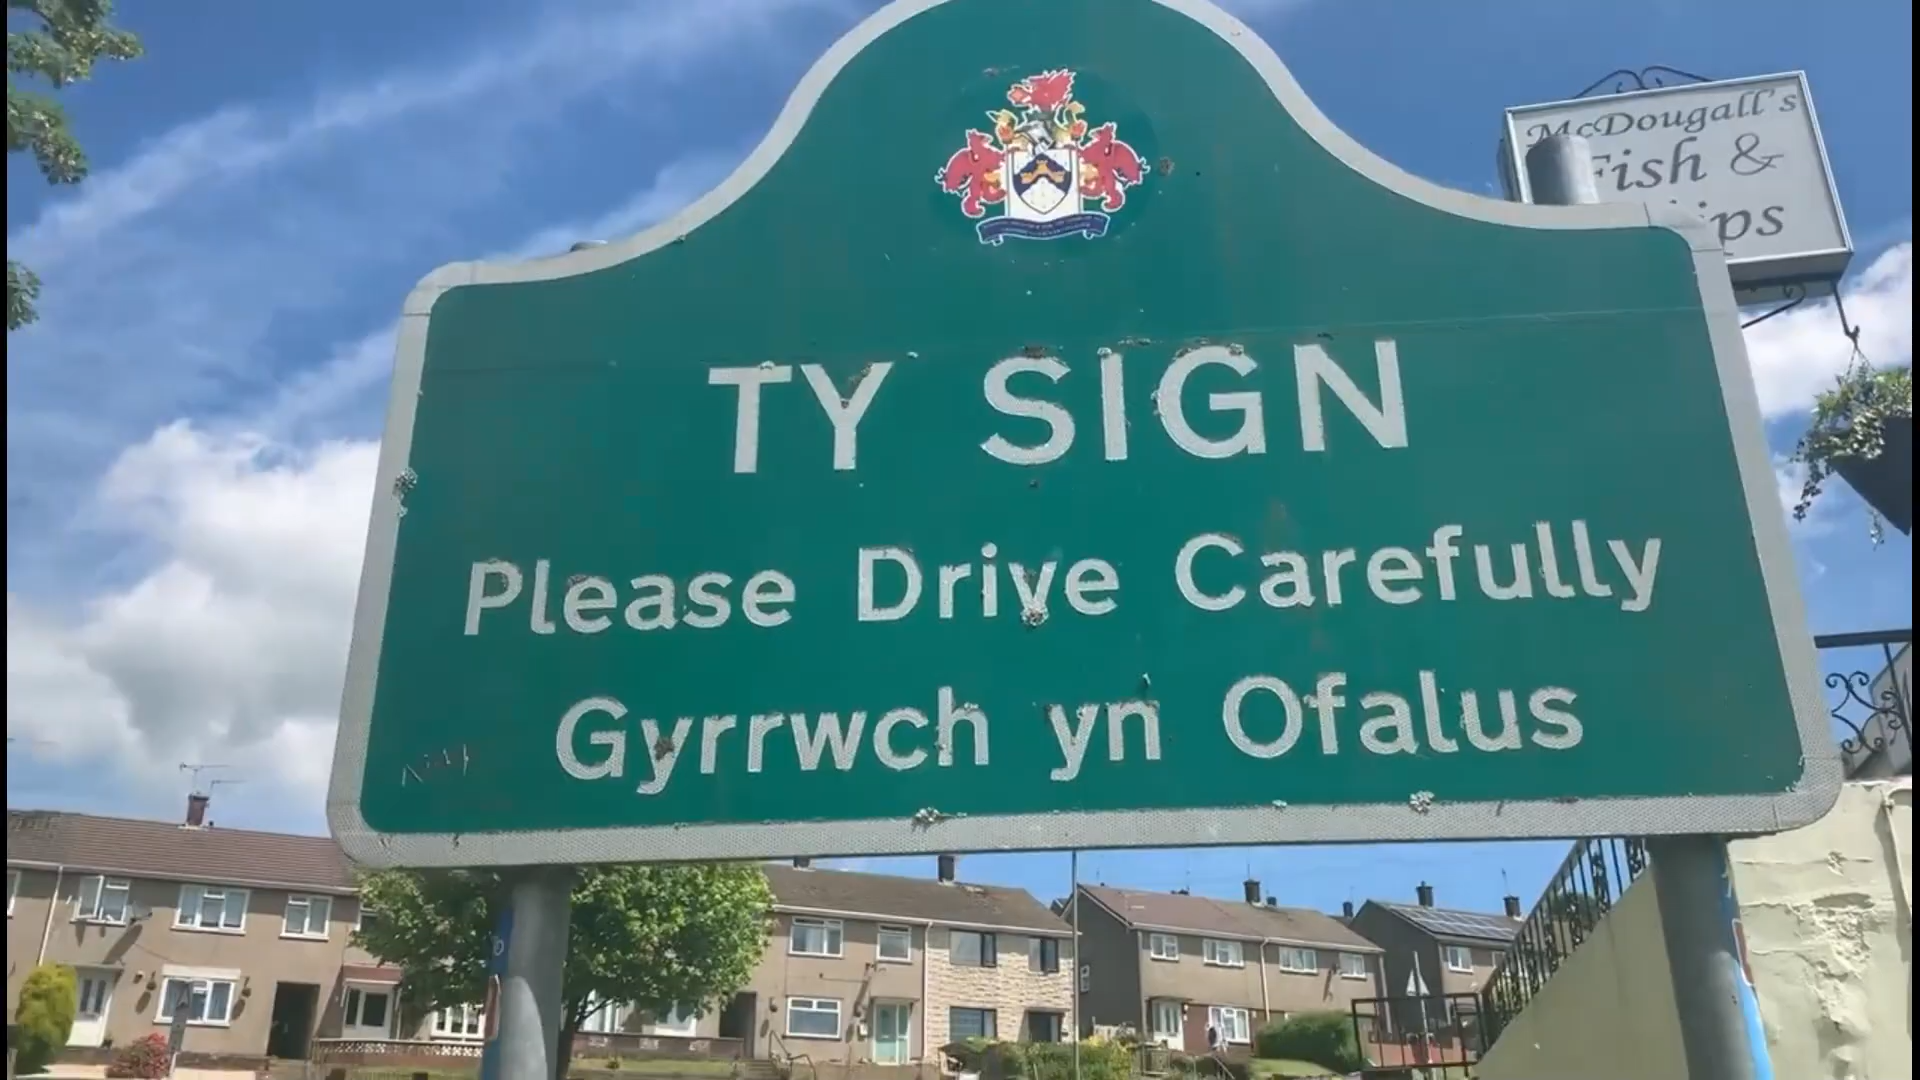 McDougall's
Fish &
TY SIGN
Please Drive Carefully
Gyrrwch yn Ofalus